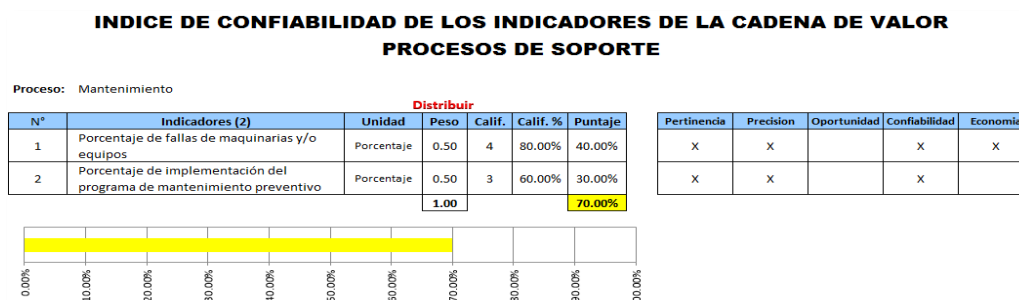 INDICE DE CONFIABILIDAD DE LOS INDICADORES DE LA CADENA DE VALOR
PROCESOS DE SOPORTE
Proceso: Mantenimiento
Distribuir
N° Indicadores (2) Unidad Peso Calif. Calif. % Puntaje Pertinencia Precision Oportunidad Confiabilidad Economia
1 Porcentaje de fallas de maquinarias y/o equipos Porcentaje 0.50 4 80.00% 40.00% X X X X
2 Porcentaje de implementación del programa de mantenimiento preventivo Porcentaje 0.50 3 60.00% 30.00% X X X
1.00 70.00%
0.00% 10.00% 20.00% 30.00% 40.00% 50.00% 60.00% 70.00% 80.00% 90.00% 00.00%